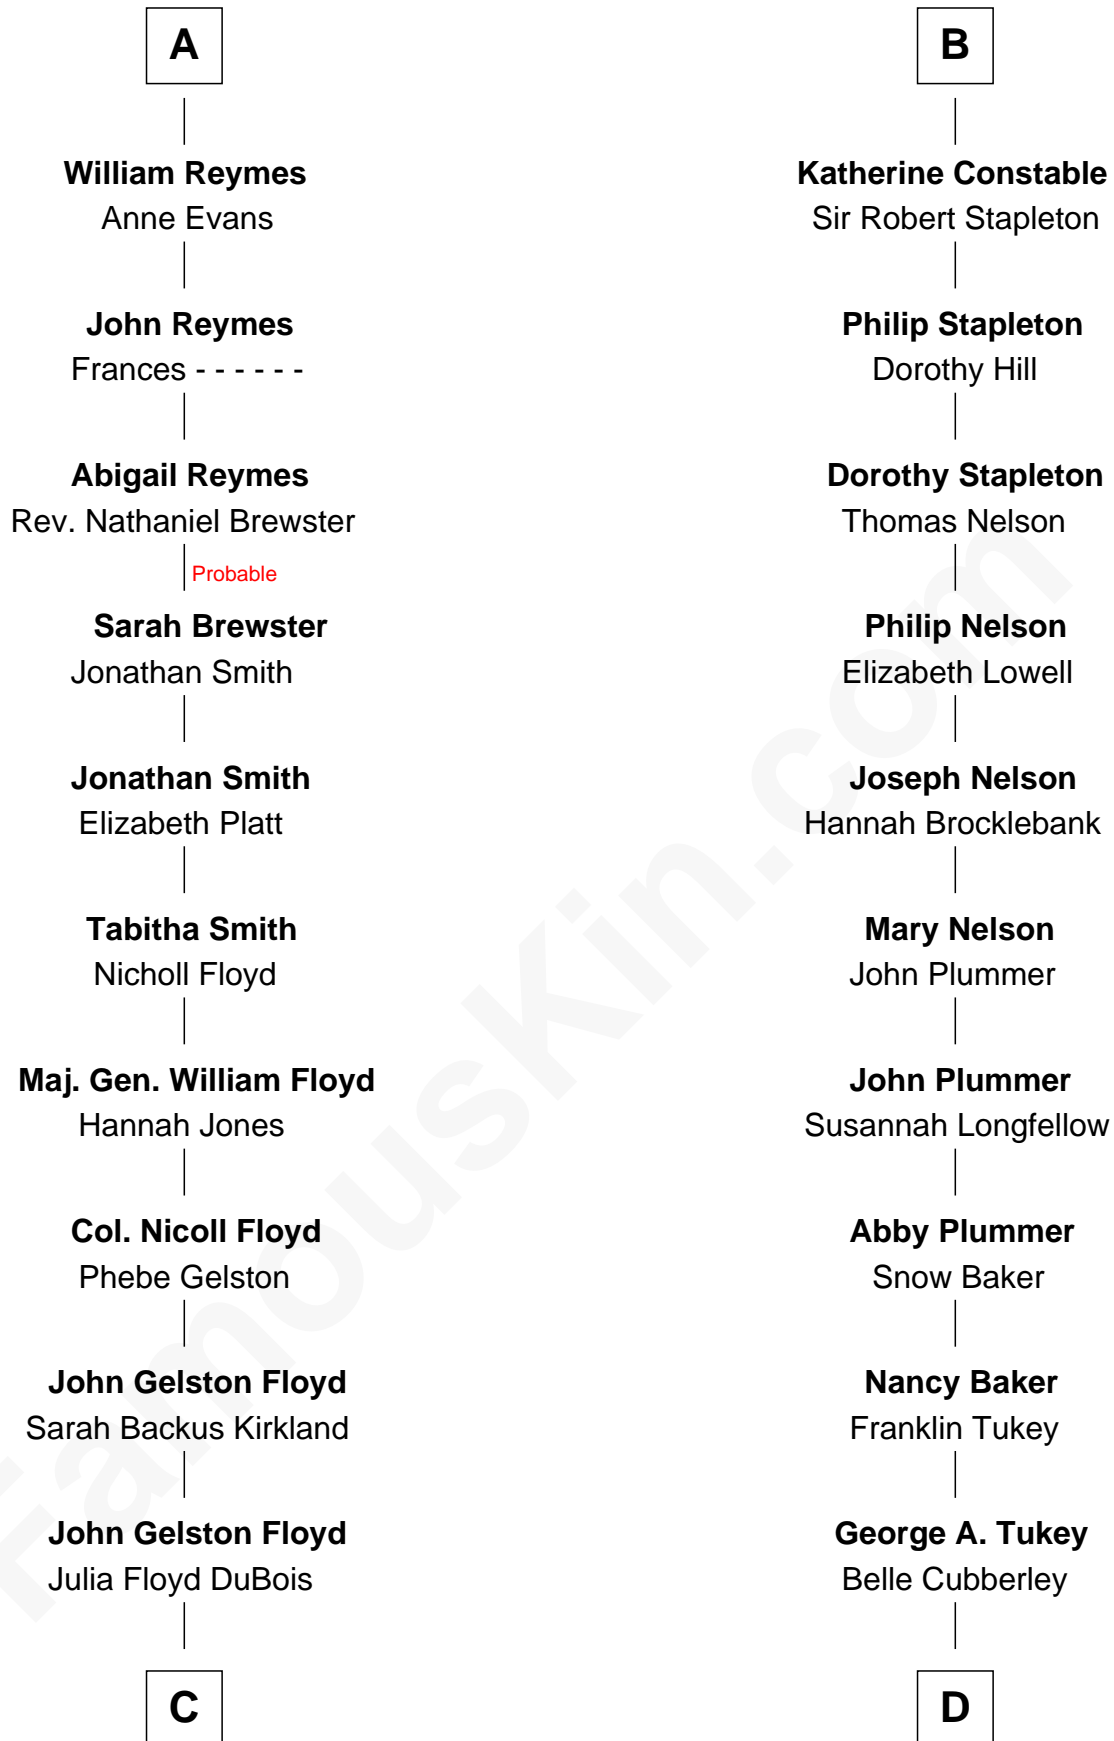 A
William Reymes
Anne Evans
John Reymes
Frances - - - - - -
Abigail Reymes
Rev. Nathaniel Brewster
Probable
Sarah Brewster
Jonathan Smith
Jonathan Smith
Elizabeth Platt
Tabitha Smith
Nicholl Floyd
Maj. Gen. William Floyd
Hannah Jones
Col. Nicoll Floyd
Phebe Gelston
John Gelston Floyd
Sarah Backus Kirkland
John Gelston Floyd
Julia Floyd DuBois
C
B
Katherine Constable
Sir Robert Stapleton
Philip Stapleton
Dorothy Hill
Dorothy Stapleton
Thomas Nelson
Philip Nelson
Elizabeth Lowell
Joseph Nelson
Hannah Brocklebank
Mary Nelson
John Plummer
John Plummer
Susannah Longfellow
Abby Plummer
Snow Baker
Nancy Baker
Franklin Tukey
George A. Tukey
Belle Cubberley
D
FamousKin.com